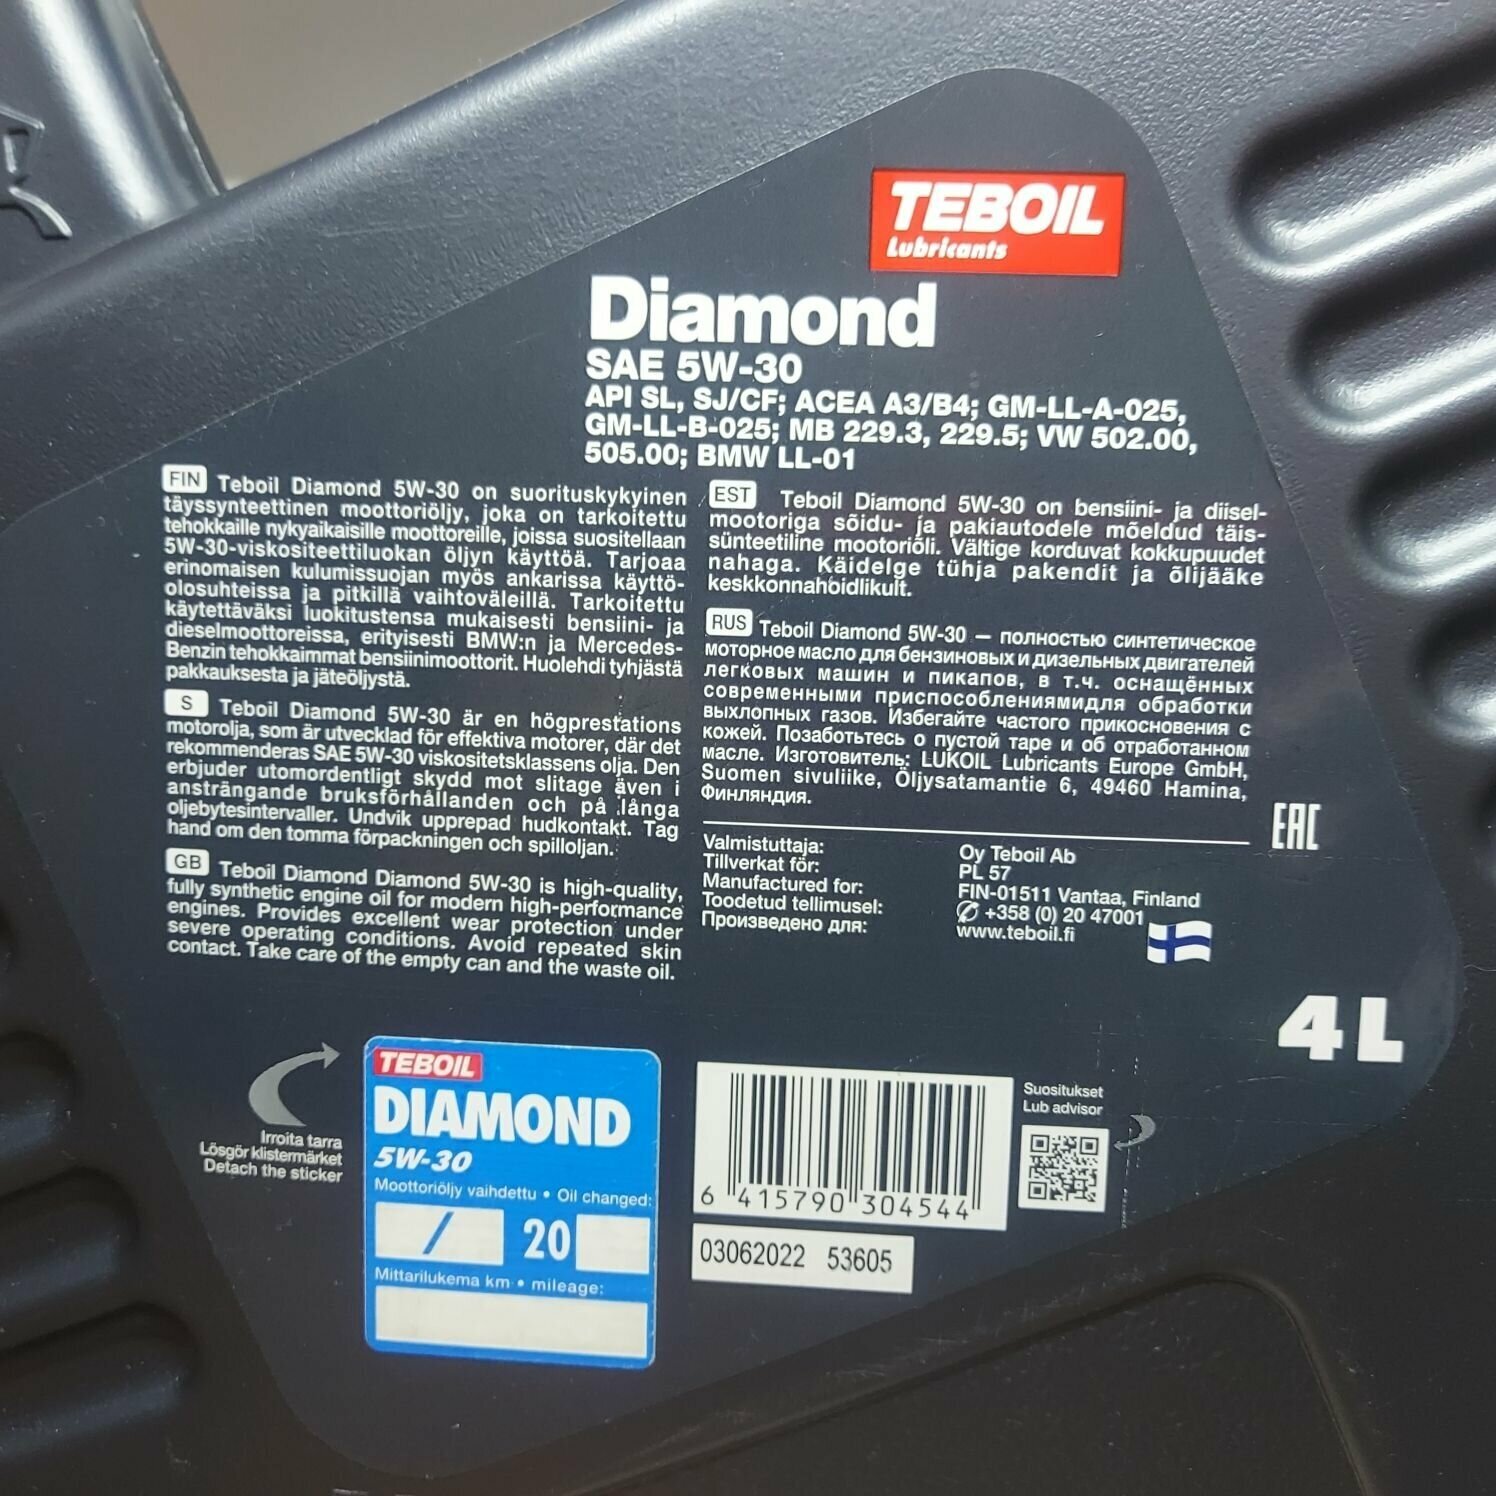 TEBOIL
Lubricants
Diamond
SAE 5W-30
API SL, SJ/CF; ACEA A3/B4; GM-LL-A-025,
GM-LL-B-025; MB 229.3, 229.5; VW 502.00,
505.00; BMW LL-01
FIN Teboil Diamond 5W-30 on suorituskykyinen
täyssynteettinen moottoriöljy, joka on tarkoitettu
tehokkaille nykyaikaisille moottoreille, joissa suositellaan
5W-30-viskositeettiluokan öljyn käyttöä. Tarjoaa
erinomaisen kulumissuojan myös ankarissa käyttö-
olosuhteissa ja pitkillä vaihtoväleillä. Tarkoitettu
käytettäväksi luokitustensa mukaisesti bensiini- ja
dieselmoottoreissa, erityisesti BMW:n ja Mercedes-
Benzin tehokkaimmat bensiinimoottorit. Huolehdi tyhjästä
pakkauksesta ja jäteöljystä.
S Teboil Diamond 5W-30 är en högprestations
motorolja, som är utvecklad för effektiva motorer, där det
rekommenderas SAE 5W-30 viskositetsklassens olja. Den
erbjuder utomordentligt skydd mot slitage även i
ansträngande bruksförhållanden och på långa
oljebytesintervaller. Undvik upprepad hudkontakt. Tag
hand om den tomma förpackningen och spilloljan.
GB Teboil Diamond Diamond 5W-30 is high-quality,
fully synthetic engine oil for modern high-performance
engines. Provides excellent wear protection under
severe operating conditions. Avoid repeated skin
contact. Take care of the empty can and the waste oil.
EST Teboil Diamond 5W-30 on bensiini- ja diisel-
mootoriga sõidu- ja pakiautodele mõeldud täis-
sünteetiline mootoriõli. Vältige korduvat kokkupuudet
nahaga. Käidelge tühja pakendit ja õlijääke
keskkonnahoidlikult.
RUS Teboil Diamond 5W-30 – полностью синтетическое
моторное масло для бензиновых и дизельных двигателей
легковых машин и пикапов, в т.ч. оснащённых
современными приспособлениямидля обработки
выхлопных газов. Избегайте частого прикосновения с
кожей. Позаботьтесь о пустой таре и об отработанном
масле. Изготовитель: LUKOIL Lubricants Europe GmbH,
Suomen sivuliike, Öljysatamantie 6, 49460 Hamina,
Финляндия.
EAC
Valmistuttaja:
Tillverkat för:
Manufactured for:
Toodetud tellimusel:
Произведено для:
Oy Teboil Ab
PL 57
FIN-01511 Vantaa, Finland
✆ +358 (0) 20 47001
www.teboil.fi
4 L
Irroita tarra
Lösgör klistermärket
Detach the sticker
TEBOIL
DIAMOND
5W-30
Moottoriöljy vaihdettu • Oil changed:
/ 20
Mittarilukema km • mileage:
6 415790 304544
03062022 53605
Suositukset
Lub advisor